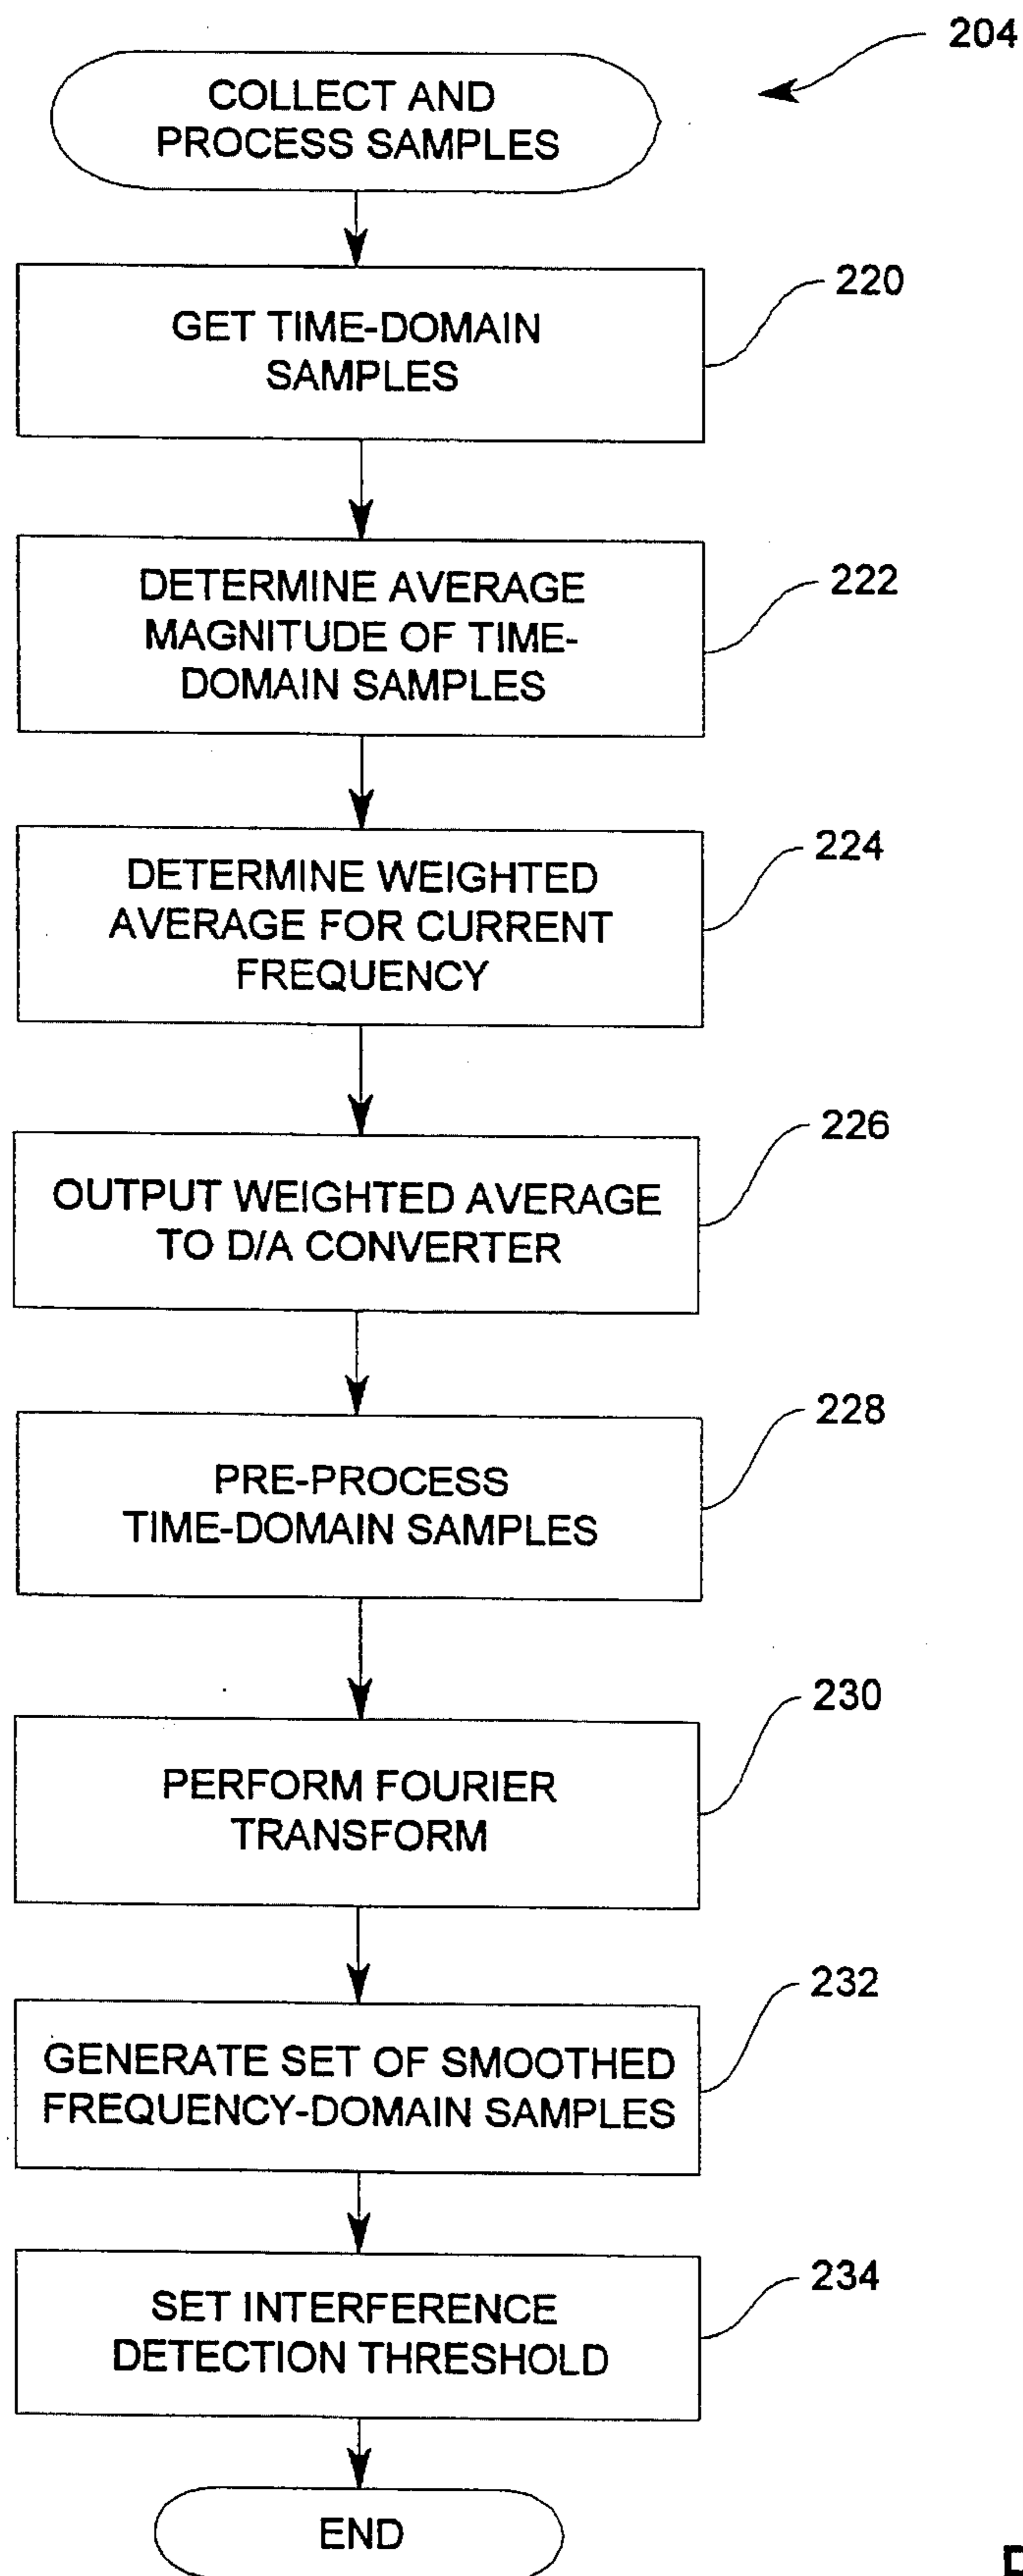 204
COLLECT AND
PROCESS SAMPLES
220
GET TIME-DOMAIN
SAMPLES
222
DETERMINE AVERAGE
MAGNITUDE OF TIME-
DOMAIN SAMPLES
224
DETERMINE WEIGHTED
AVERAGE FOR CURRENT
FREQUENCY
226
OUTPUT WEIGHTED AVERAGE
TO D/A CONVERTER
228
PRE-PROCESS
TIME-DOMAIN SAMPLES
230
PERFORM FOURIER
TRANSFORM
232
GENERATE SET OF SMOOTHED
FREQUENCY-DOMAIN SAMPLES
234
SET INTERFERENCE
DETECTION THRESHOLD
END